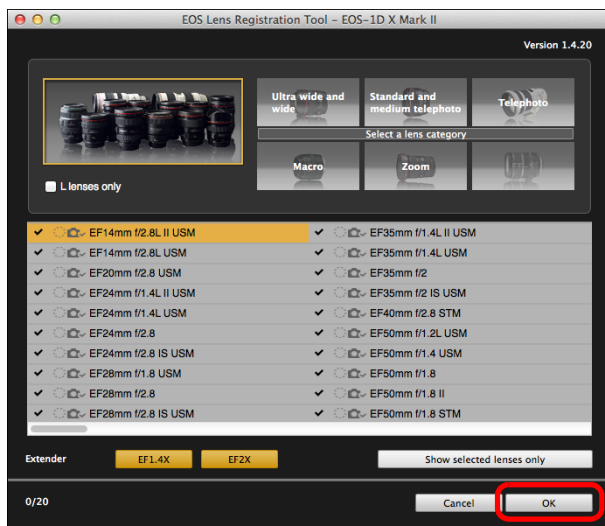 EOS Lens Registration Tool – EOS-1D X Mark II
Version 1.4.20
Ultra wide and wide
Standard and medium telephoto
Telephoto
Select a lens category
Macro
Zoom
L lenses only
EF14mm f/2.8L II USM
EF14mm f/2.8L USM
EF20mm f/2.8 USM
EF24mm f/1.4L II USM
EF24mm f/1.4L USM
EF24mm f/2.8
EF24mm f/2.8 IS USM
EF28mm f/1.8 USM
EF28mm f/2.8
EF28mm f/2.8 IS USM
EF35mm f/1.4L II USM
EF35mm f/1.4L USM
EF35mm f/2
EF35mm f/2 IS USM
EF40mm f/2.8 STM
EF50mm f/1.2L USM
EF50mm f/1.4 USM
EF50mm f/1.8
EF50mm f/1.8 II
EF50mm f/1.8 STM
Extender
EF1.4X
EF2X
Show selected lenses only
0/20
Cancel
OK